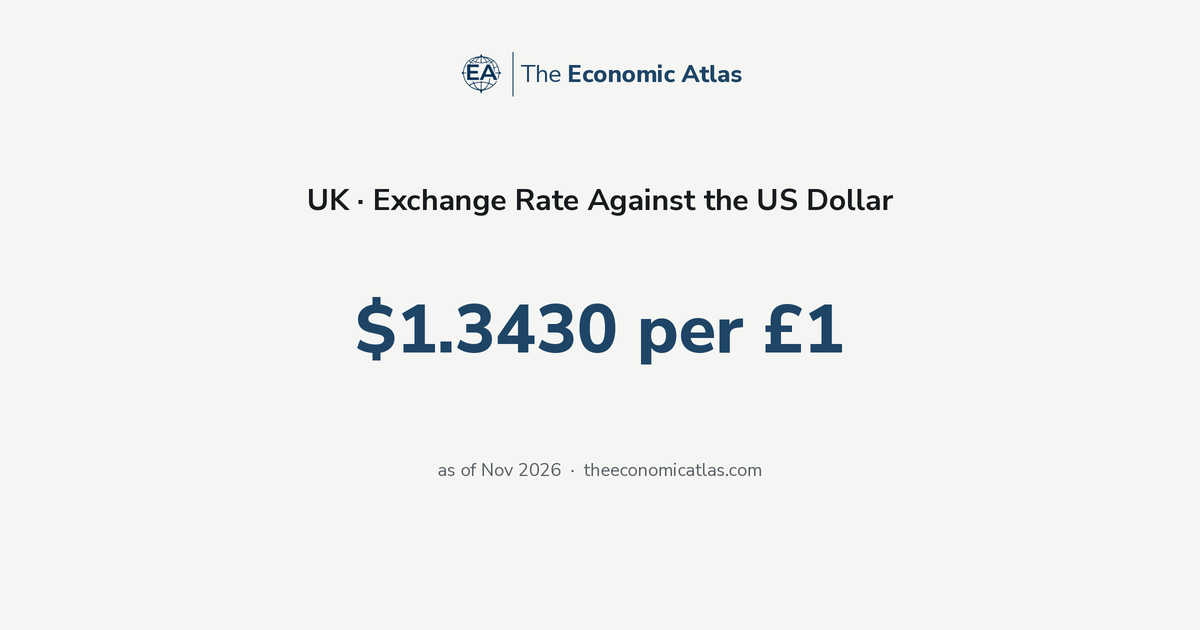 EA | The Economic Atlas
UK · Exchange Rate Against the US Dollar
$1.3430 per £1
as of Nov 2026 · theeconomicatlas.com